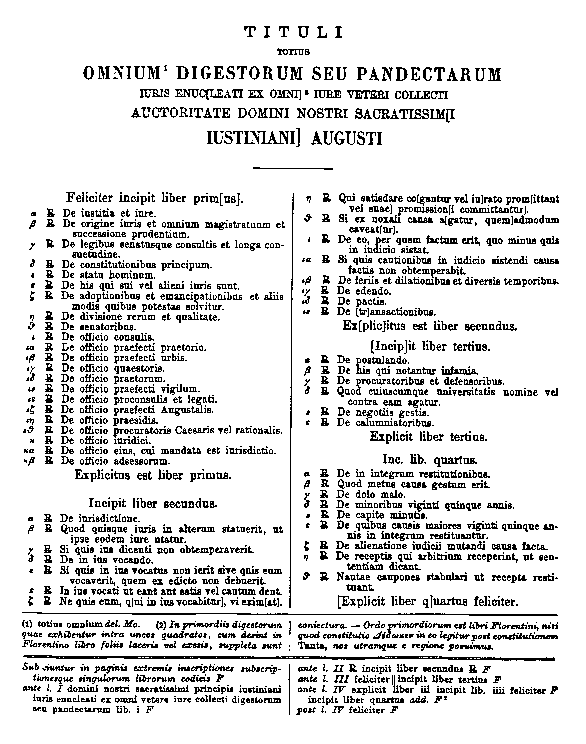 TITULI
TOTIUS
OMNIUM¹ DIGESTORUM SEU PANDECTARUM
IURIS ENUC[LEATI EX OMNI]² IURE VETERI COLLECTI
AUCTORITATE DOMINI NOSTRI SACRATISSIM[I
IUSTINIANI] AUGUSTI
Feliciter incipit liber prim[us].
α R De iustitia et iure.
β R De origine iuris et omnium magistratuum et
successione prudentium.
γ R De legibus senatusque consultis et longa con-
suetudine.
δ R De constitutionibus principum.
ε R De statu hominum.
ϛ R De his qui sui vel alieni iuris sunt.
ζ R De adoptionibus et emancipationibus et aliis
modis quibus potestas solvitur.
η R De divisione rerum et qualitate.
ϑ R De senatoribus.
ι R De officio consulis.
ια R De officio praefecti praetorio.
ιβ R De officio praefecti urbis.
ιγ R De officio quaestoris.
ιδ R De officio praetorum.
ιε R De officio praefecti vigilum.
ιϛ R De officio proconsulis et legati.
ιζ R De officio praefecti Augustalis.
ιη R De officio praesidis.
ιϑ R De officio procuratoris Caesaris vel rationalis.
κ R De officio iuridici.
κα R De officio eius, cui mandata est iurisdictio.
κβ R De officio adsessorum.
Explicitus est liber primus.
Incipit liber secundus.
α R De iurisdictione.
β R Quod quisque iuris in alterum statuerit, ut
ipse eodem iure utatur.
γ R Si quis ius dicenti non obtemperaverit.
δ R De in ius vocando.
ε R Si quis in ius vocatus non ierit sive quis eum
vocaverit, quem ex edicto non debuerit.
ϛ R In ius vocati ut eant aut satis vel cautum dent.
ζ R Ne quis eum, q[ui in ius vocabitur], vi exim[at].
η R Qui satisdare co[gantur vel iu]rato prom[ittant
vel suae] promission[i committantur].
ϑ R Si ex noxali causa a[gatur, quem]admodum
caveat[ur].
ι R De eo, per quem factum erit, quo minus quis
in iudicio sistat.
ια R Si quis cautionibus in iudicio sistendi causa
factis non obtemperabit.
ιβ R De feriis et dilationibus et diversis temporibus.
ιγ R De edendo.
ιδ R De pactis.
ιε R De [tr]ansactionibus.
Ex[plic]itus est liber secundus.
[Incip]it liber tertius.
α R De postulando.
β R De his qui notantur infamia.
γ R De procuratoribus et defensoribus.
δ R Quod cuiuscumque universitatis nomine vel
contra eam agatur.
ε R De negotiis gestis.
ϛ R De calumniatoribus.
Explicit liber tertius.
Inc. lib. quartus.
α R De in integrum restitutionibus.
β R Quod metus causa gestum erit.
γ R De dolo malo.
δ R De minoribus viginti quinque annis.
ε R De capite minutis.
ϛ R De quibus causis maiores viginti quinque an-
nis in integrum restituantur.
ζ R De alienatione iudicii mutandi causa facta.
η R De receptis qui arbitrium receperint, ut sen-
tentiam dicant.
ϑ R Nautae caupones stabulari ut recepta resti-
tuant.
[Explicit liber q]uartus feliciter.
(1) totius omnium del. Mo. (2) In primordiis digestorum
quae exhibentur intra uncos quadratos, cum desint in
Florentino libro foliis laceris vel exesis, suppleta sunt
coniectura. — Ordo primordiorum est libri Florentini, nisi
quod constitutio Δέδωκεν in eo legitur post constitutionem
Tanta, nos utramque e regione posuimus.
Subiciuntur in paginis extremis inscriptiones subscrip-
tionesque singulorum librorum codicis F
ante l. I domini nostri sacratissimi principis iustiniani
iuris enucleati ex omni vetere iure collecti digestorum
seu pandectarum lib. i F
ante l. II R incipit liber secundus R F
ante l. III feliciter||incipit liber tertius F
ante l. IV explicit liber iii incipit lib. iiii feliciter F
incipit liber quartus add. F²
post l. IV feliciter F